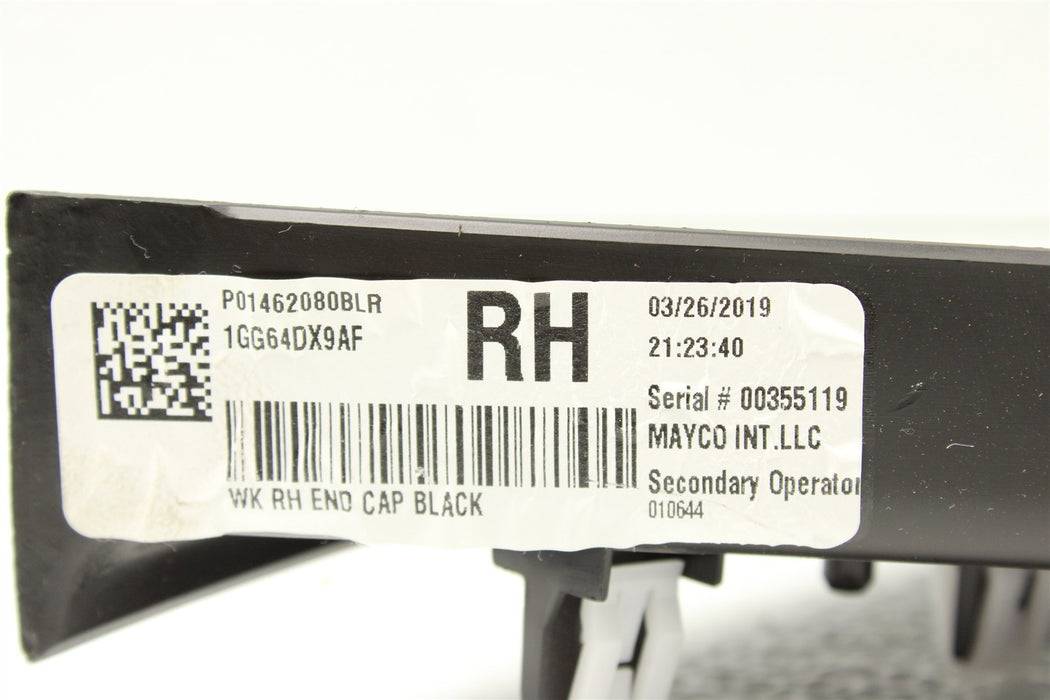 P01462080BLR
1GG64DX9AF
RH
WK RH END CAP BLACK
03/26/2019
21:23:40
Serial # 00355119
MAYCO INT.LLC
Secondary Operator
010644